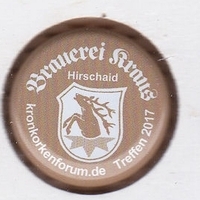 Brauerei Kraus
Hirschaid
kronkorkenforum.de Treffen 2017